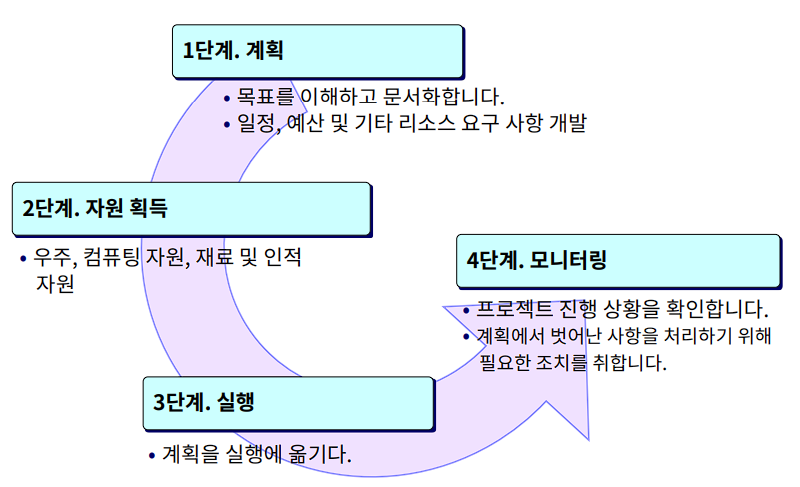 1단계. 계획
• 목표를 이해하고 문서화합니다.
• 일정, 예산 및 기타 리소스 요구 사항 개발
2단계. 자원 획득
• 우주, 컴퓨팅 자원, 재료 및 인적
자원
3단계. 실행
• 계획을 실행에 옮기다.
4단계. 모니터링
• 프로젝트 진행 상황을 확인합니다.
• 계획에서 벗어난 사항을 처리하기 위해
필요한 조치를 취합니다.